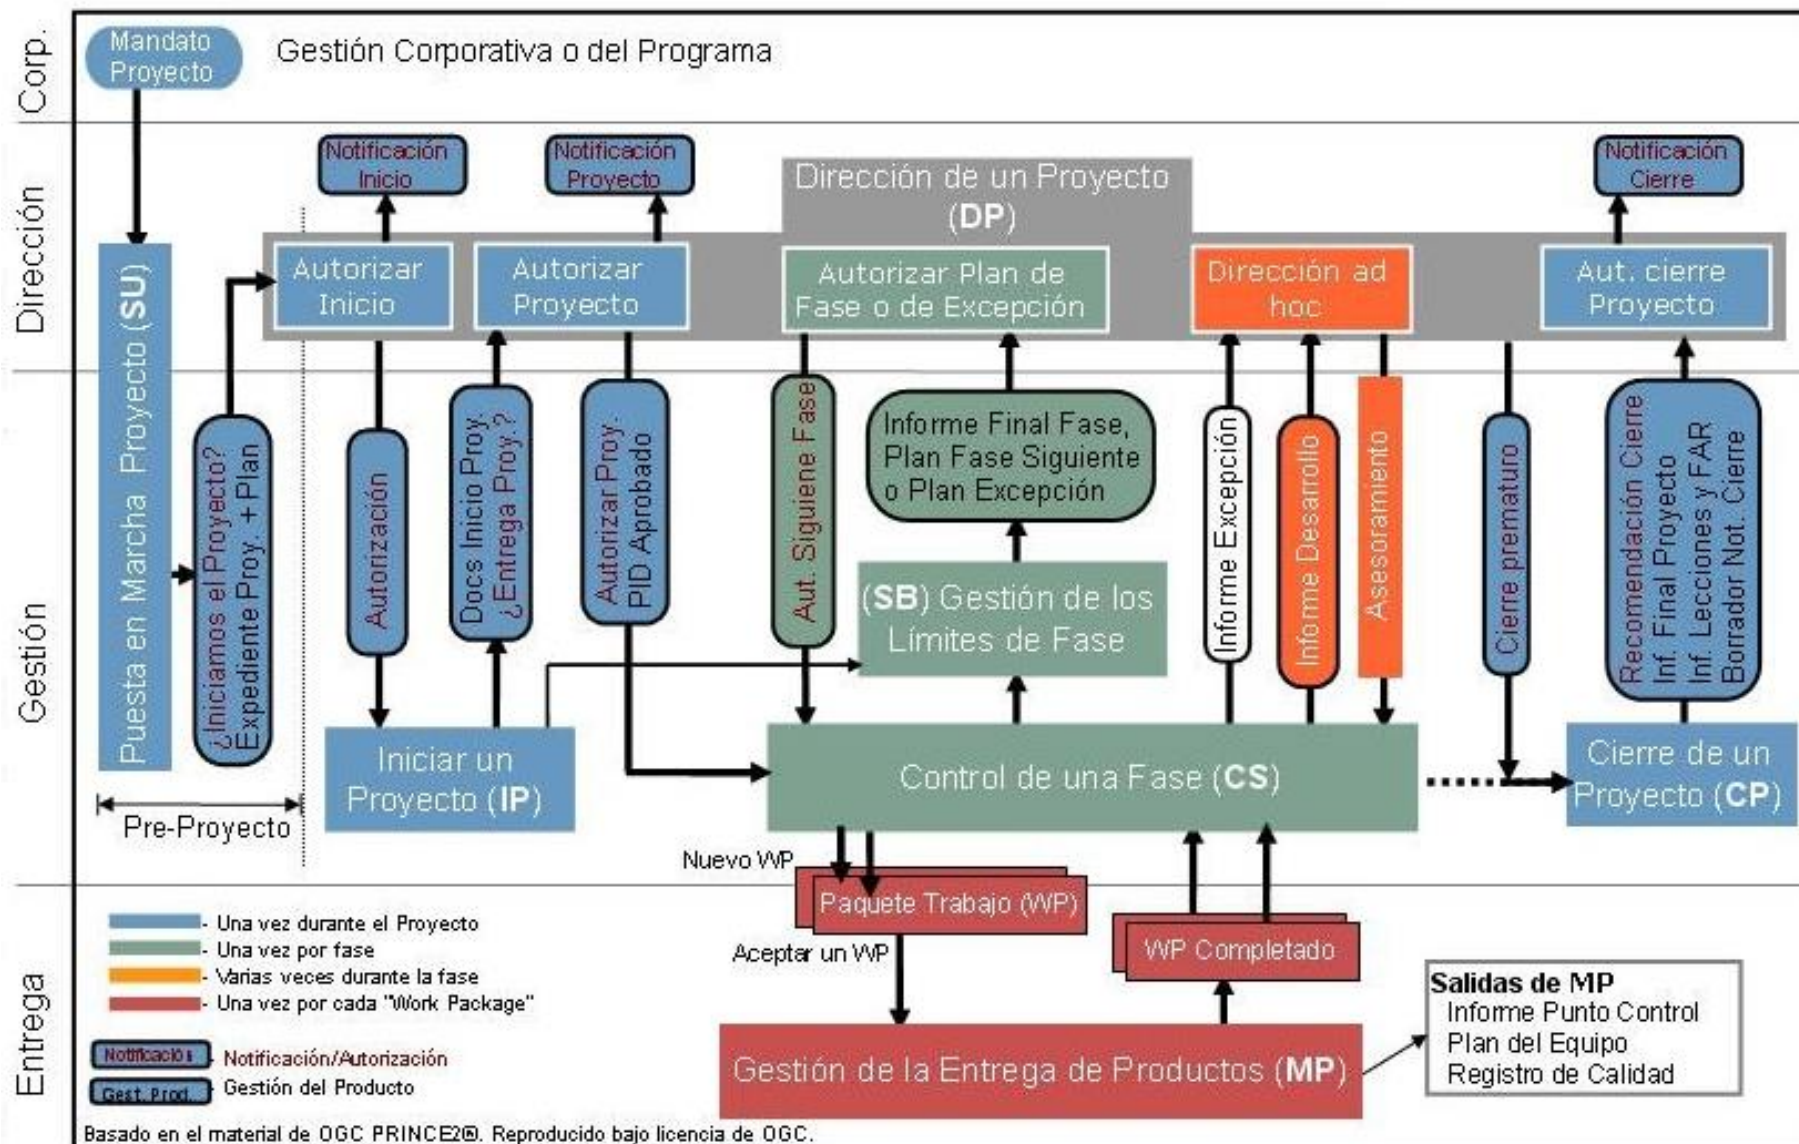 Corp.
Mandato
Proyecto
Gestión Corporativa o del Programa
Dirección
Notificación
Inicio
Notificación
Proyecto
Dirección de un Proyecto
(DP)
Notificación
Cierre
Autorizar
Inicio
Autorizar
Proyecto
Autorizar Plan de
Fase o de Excepción
Dirección ad
hoc
Aut. cierre
Proyecto
Gestión
Puesta en Marcha Proyecto (SU)
¿Iniciamos el Proyecto?
Expediente Proy. + Plan
Autorización
Docs Inicio Proy.
¿Entrega Proy.?
Autorizar Proy.
PID Aprobado
Aut. Siguiene Fase
Informe Final Fase,
Plan Fase Siguiente
o Plan Excepción
(SB) Gestión de los
Límites de Fase
Informe Excepción
Informe Desarrollo
Asesoramiento
Cierre prematuro
Recomendación Cierre
Inf. Final Proyecto
Inf. Lecciones y FAR
Borrador Not. Cierre
Iniciar un
Proyecto (IP)
Control de una Fase (CS)
Cierre de un
Proyecto (CP)
Pre-Proyecto
Entrega
Nuevo WP
Paquete Trabajo (WP)
Aceptar un WP
WP Completado
Gestión de la Entrega de Productos (MP)
Salidas de MP
Informe Punto Control
Plan del Equipo
Registro de Calidad
- Una vez durante el Proyecto
- Una vez por fase
- Varias veces durante la fase
- Una vez por cada "Work Package"
Notificación - Notificación/Autorización
Gest. Prod. - Gestión del Producto
Basado en el material de OGC PRINCE2®. Reproducido bajo licencia de OGC.